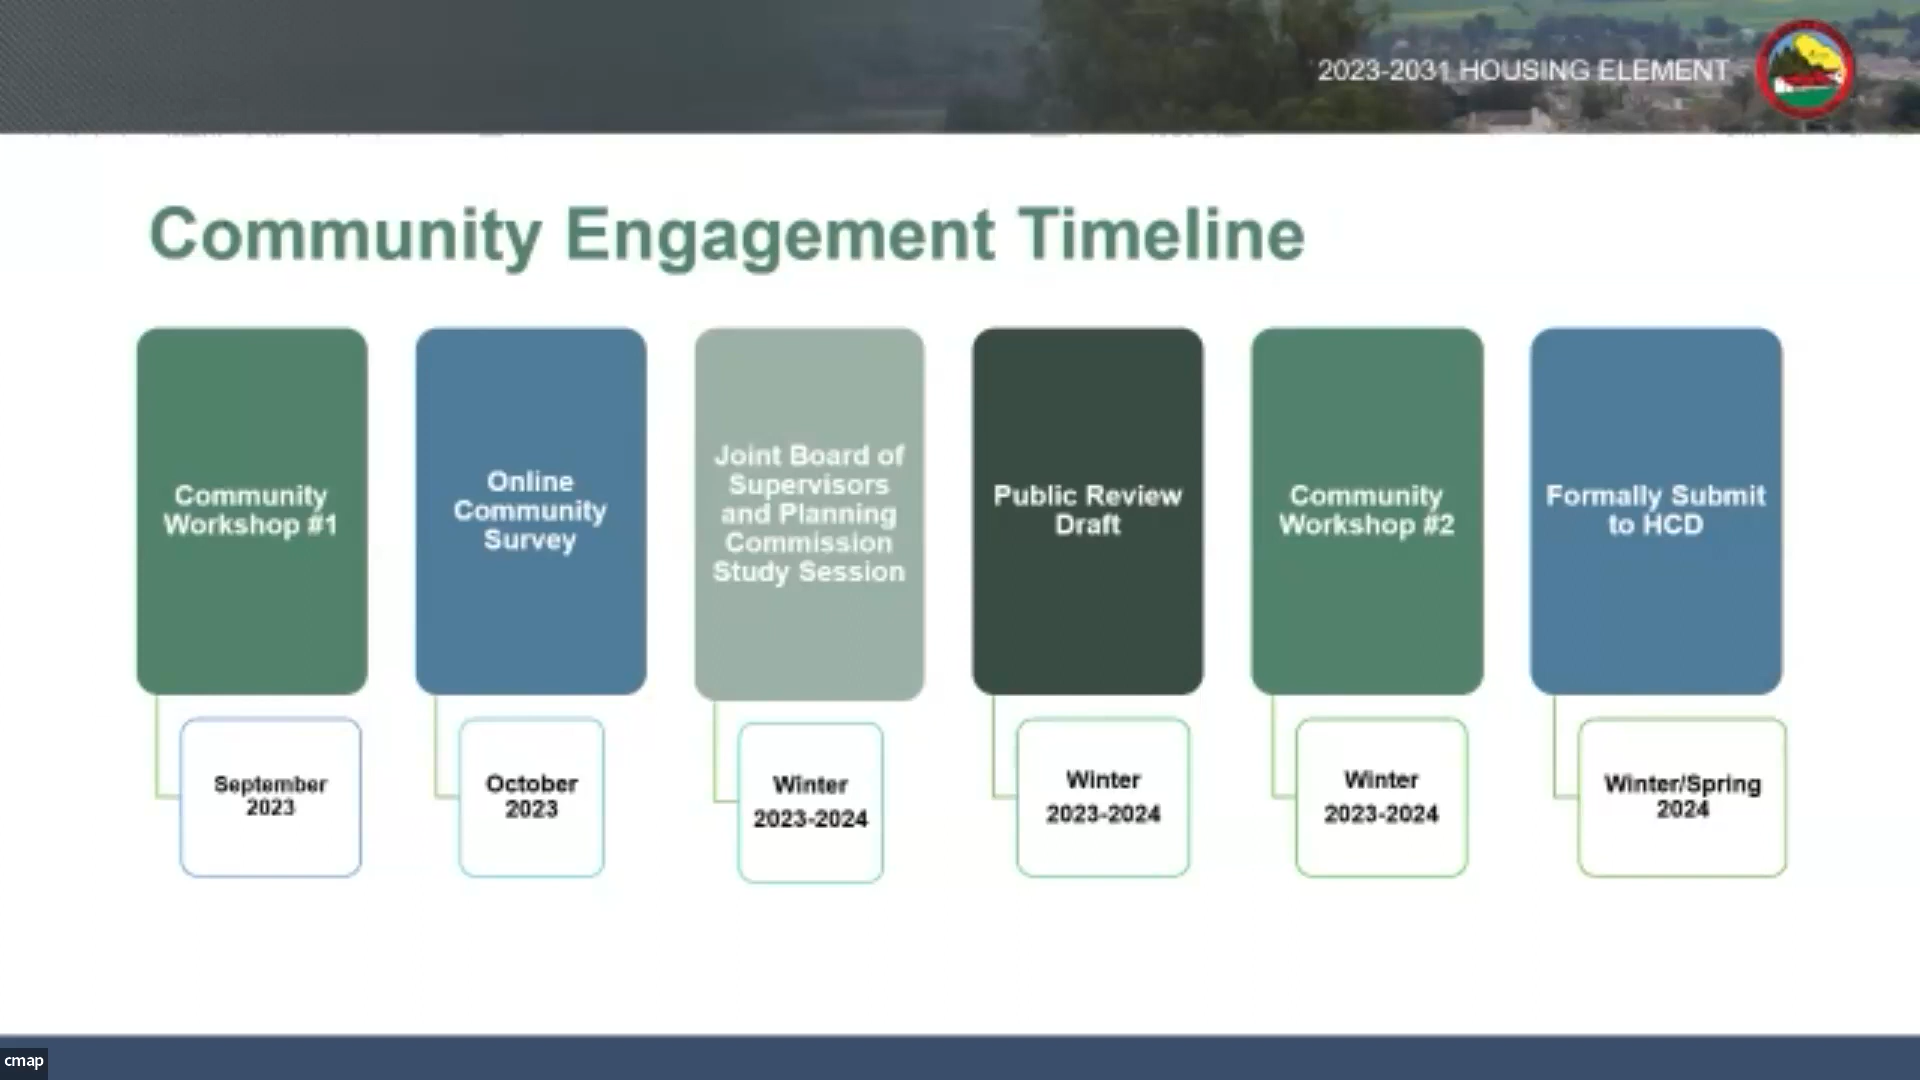 2023-2031 HOUSING ELEMENT
Community Engagement Timeline
Community
Workshop #1
Online
Community
Survey
Joint Board of
Supervisors
and Planning
Commission
Study Session
Public Review
Draft
Community
Workshop #2
Formally Submit
to HCD
September
2023
October
2023
Winter
2023-2024
Winter
2023-2024
Winter
2023-2024
Winter/Spring
2024
cmap